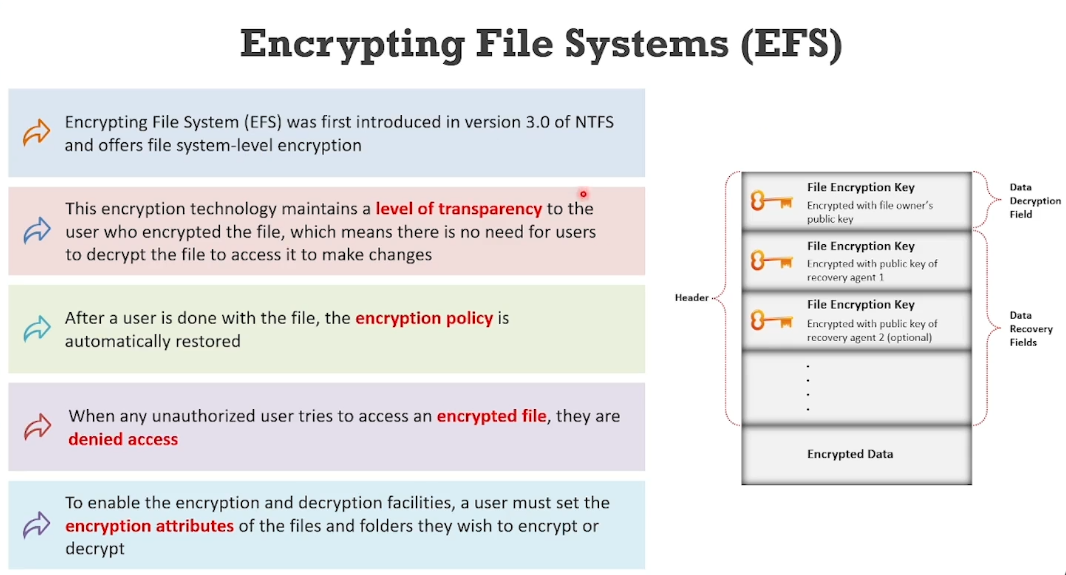 Encrypting File Systems (EFS)
Encrypting File System (EFS) was first introduced in version 3.0 of NTFS
and offers file system-level encryption
This encryption technology maintains a level of transparency to the
user who encrypted the file, which means there is no need for users
to decrypt the file to access it to make changes
After a user is done with the file, the encryption policy is
automatically restored
When any unauthorized user tries to access an encrypted file, they are
denied access
To enable the encryption and decryption facilities, a user must set the
encryption attributes of the files and folders they wish to encrypt or
decrypt
Header
File Encryption Key
Encrypted with file owner's
public key
File Encryption Key
Encrypted with public key of
recovery agent 1
File Encryption Key
Encrypted with public key of
recovery agent 2 (optional)
Encrypted Data
Data
Decryption
Field
Data
Recovery
Fields